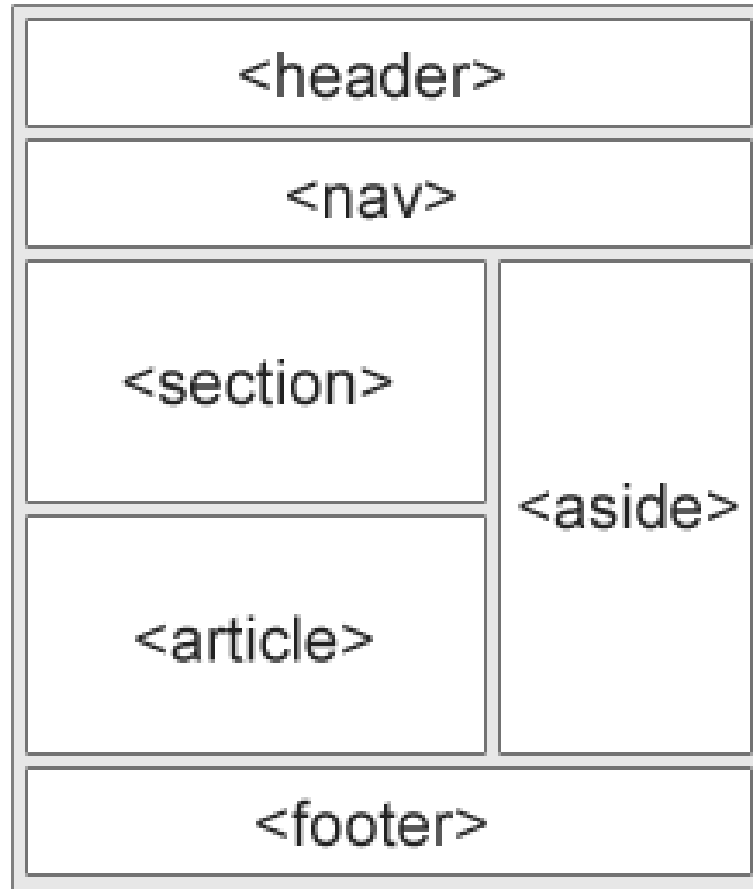 <header>
<nav>
<section>
<article>
<aside>
<footer>